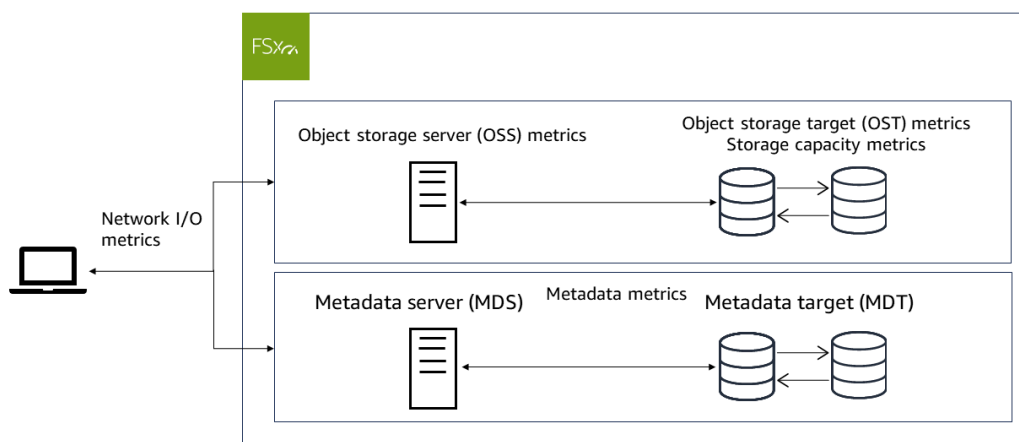 FSx
Object storage server (OSS) metrics
Object storage target (OST) metrics
Storage capacity metrics
Network I/O
metrics
Metadata server (MDS)
Metadata metrics
Metadata target (MDT)